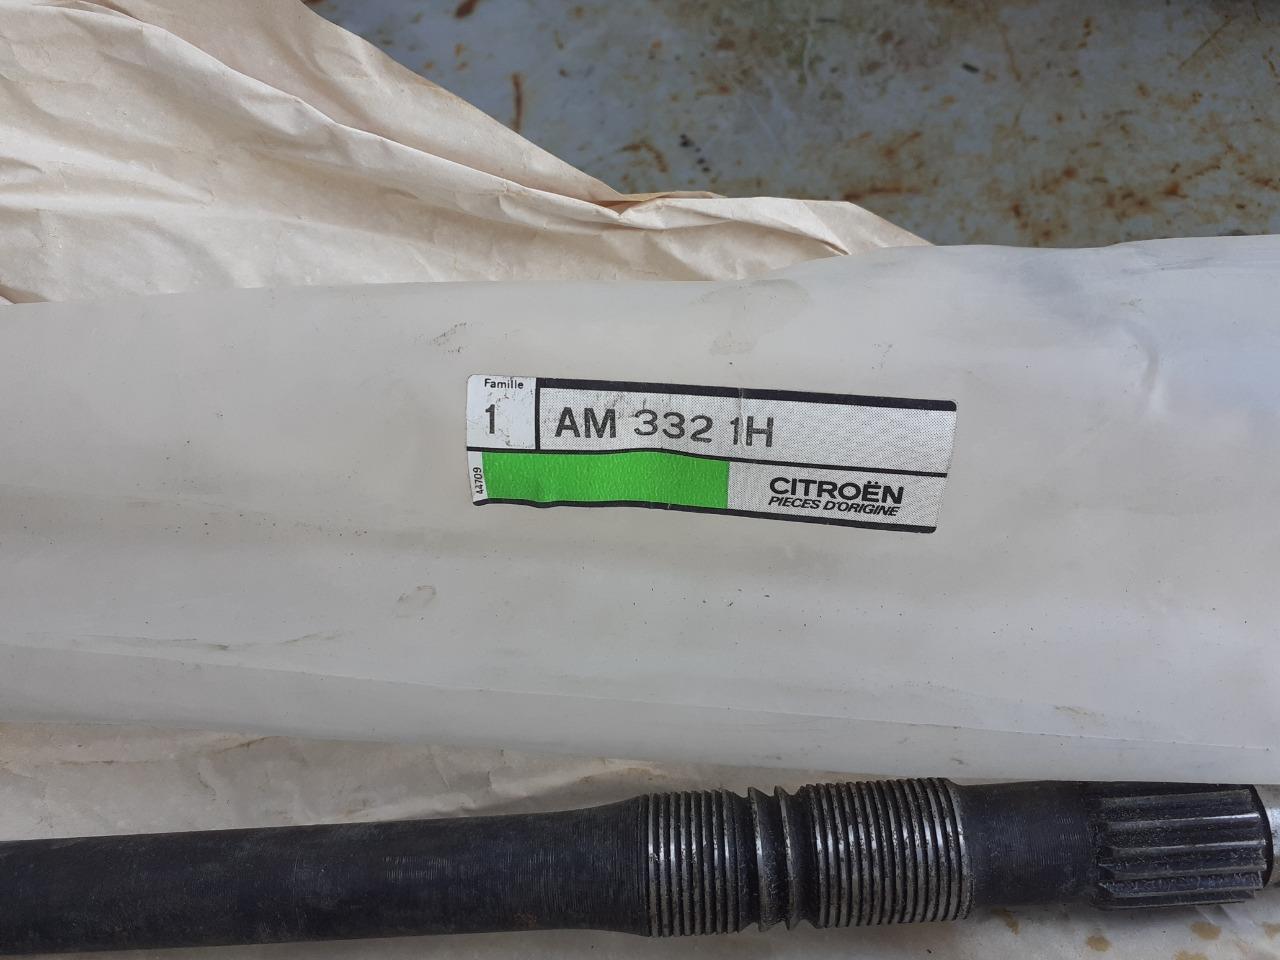 Famille
1
AM 332 1H
44709
CITROËN
PIECES D'ORIGINE